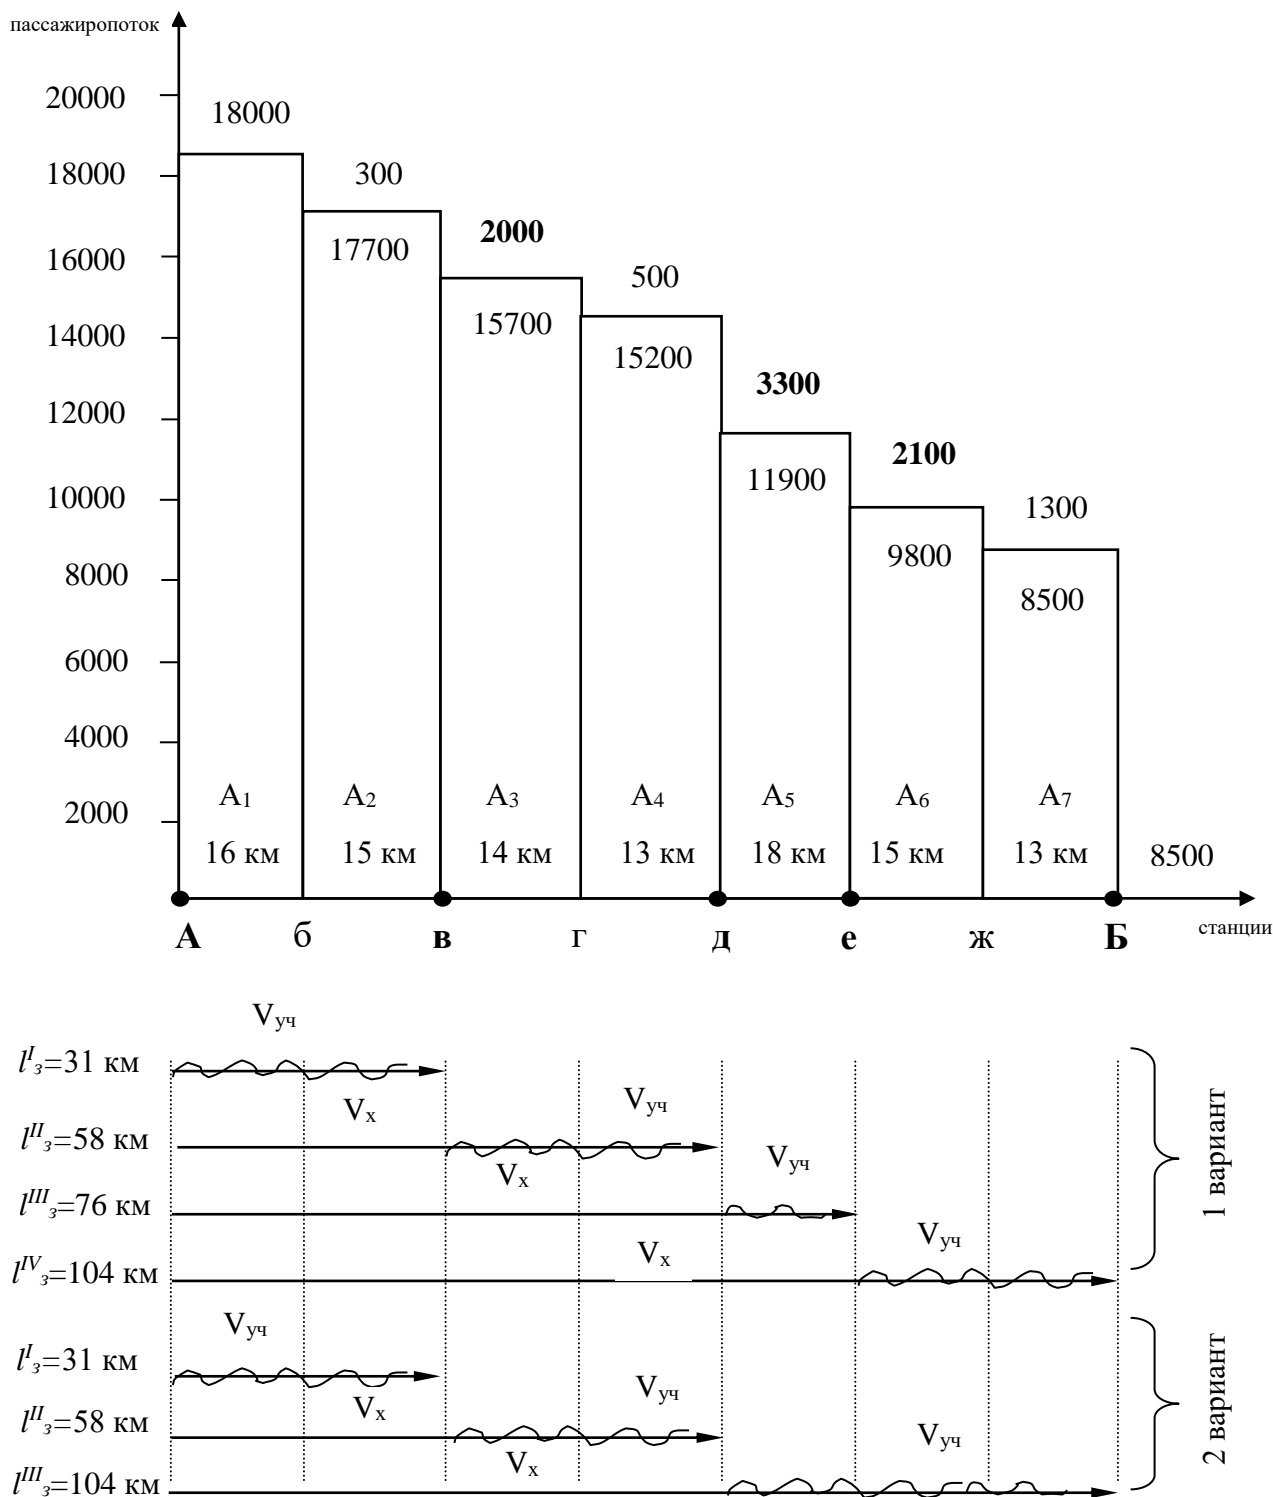 пассажиропоток
20000
18000
18000
300
2000
17700
16000
500
15700
14000
15200
3300
12000
2100
11900
10000
1300
9800
8000
8500
6000
4000
A1 A2 A3 A4 A5 A6 A7
2000
16 км 15 км 14 км 13 км 18 км 15 км 13 км
8500
А б в г д е ж Б
станции
Vуч
lIз=31 км
Vх
Vуч
lIIз=58 км
Vх
Vуч
lIIIз=76 км
Vх
Vуч
lIVз=104 км
1 вариант
Vуч
lIз=31 км
Vх
Vуч
lIIз=58 км
Vх
Vуч
lIIIз=104 км
2 вариант